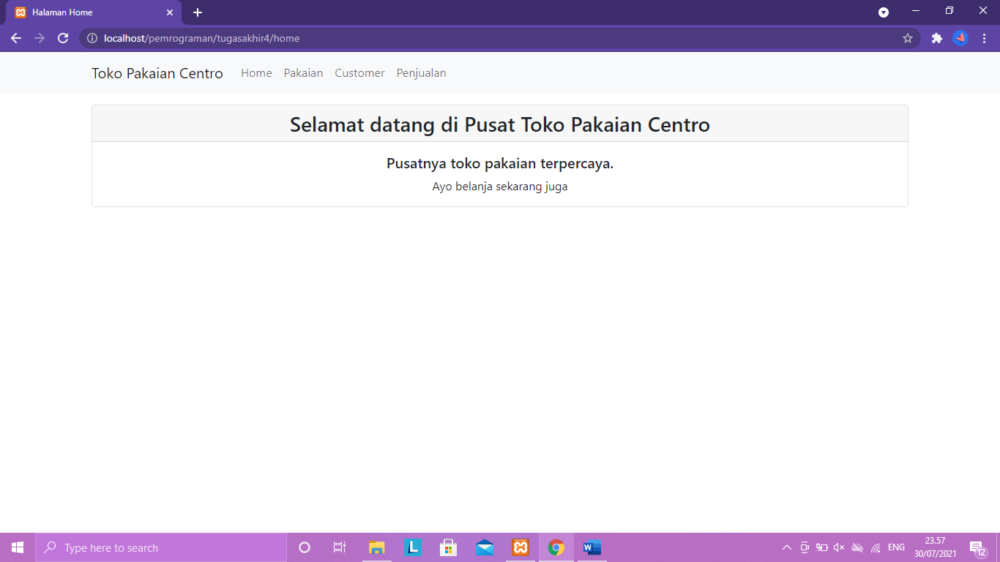 Halaman Home
localhost/pemrograman/tugasakhir4/home
Toko Pakaian Centro Home Pakaian Customer Penjualan
Selamat datang di Pusat Toko Pakaian Centro
Pusatnya toko pakaian terpercaya.
Ayo belanja sekarang juga
Type here to search
L
W
ENG
23.57
30/07/2021
12